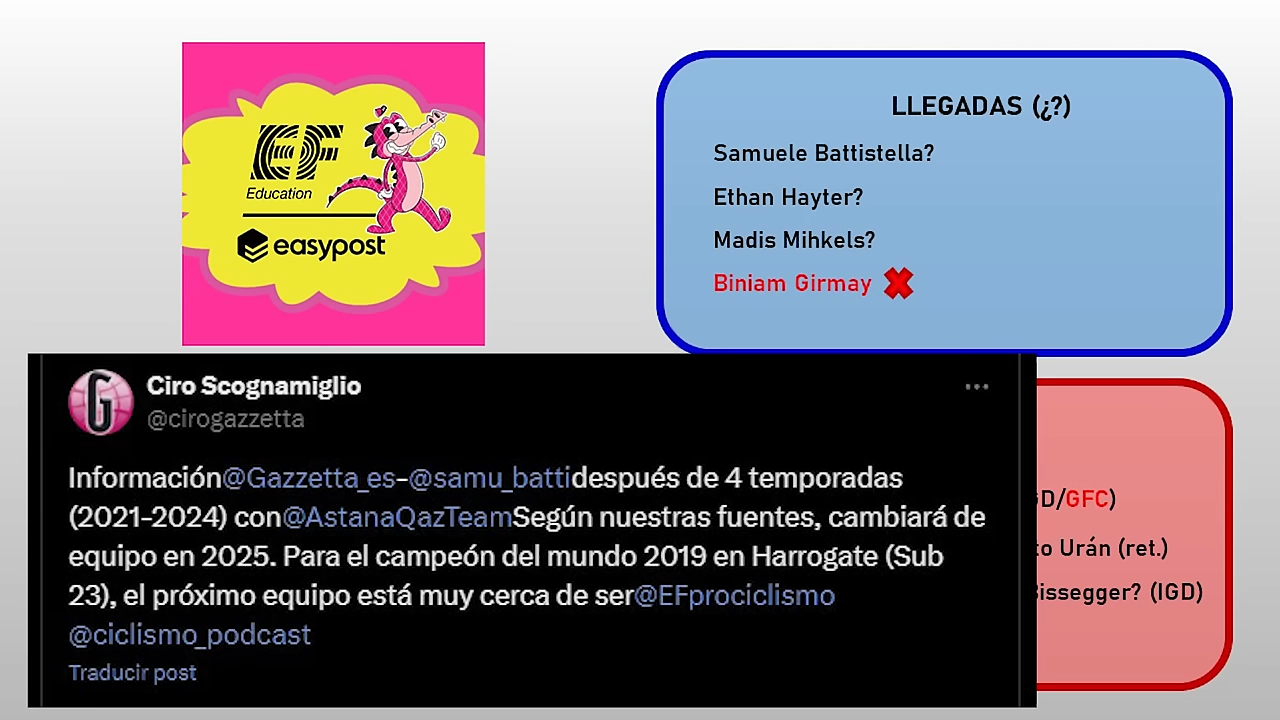 EF
Education
easypost
LLEGADAS (¿?)
Samuele Battistella?
Ethan Hayter?
Madis Mihkels?
Biniam Girmay
Ciro Scognamiglio
@cirogazzetta
Información@Gazzetta_es-@samu_battidespués de 4 temporadas
(2021-2024) con@AstanaQazTeamSegún nuestras fuentes, cambiará de
equipo en 2025. Para el campeón del mundo 2019 en Harrogate (Sub
23), el próximo equipo está muy cerca de ser@EFprociclismo
@ciclismo_podcast
Traducir post
D/GFC)
to Urán (ret.)
issegger? (IGD)